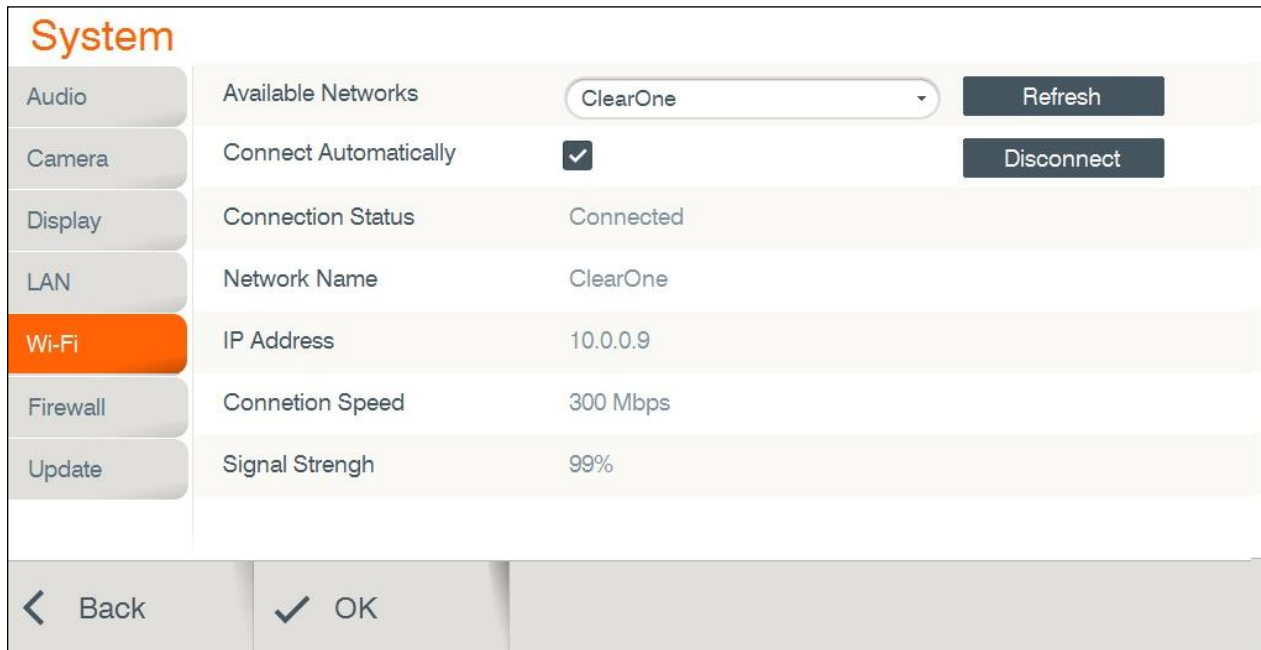 System
Audio
Available Networks ClearOne Refresh
Camera
Connect Automatically Disconnect
Display
Connection Status Connected
LAN
Network Name ClearOne
Wi-Fi
IP Address 10.0.0.9
Firewall
Connetion Speed 300 Mbps
Update
Signal Strengh 99%
Back OK